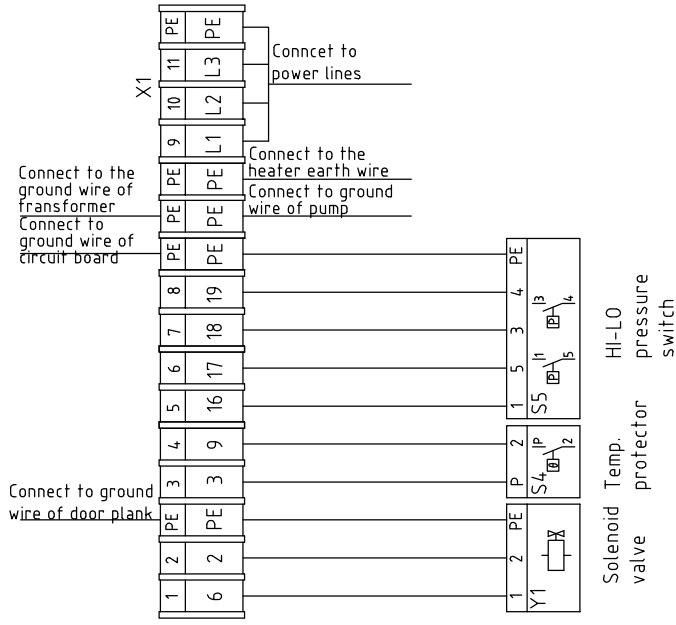 X1
PE PE
11 L3
10 L2
9 L1
PE PE
PE PE
PE PE
8 19
7 18
6 17
5 16
4 9
3 3
PE PE
2 2
1 6
Conncet to
power lines
Connect to the
heater earth wire
Connect to ground
wire of pump
Connect to the
ground wire of
transformer
Connect to
ground wire of
circuit board
Connect to ground
wire of door plank
PE
4
3
5
1
S5
3
P
4
1
P
5
HI-LO
pressure
switch
2
P
S4
P
θ
2
Temp.
protector
PE
2
1
Y1
Solenoid
valve